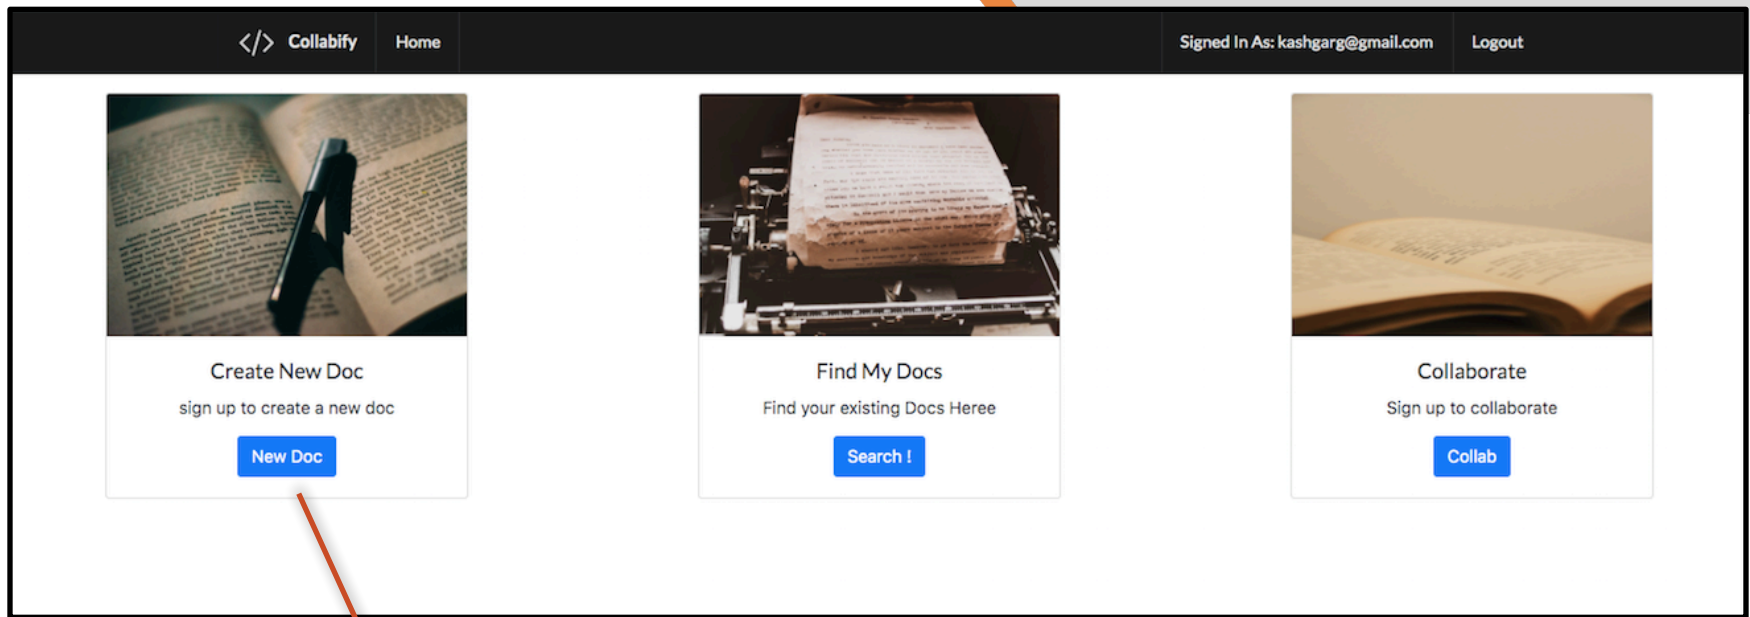 </> Collabify Home Signed In As: kashgarg@gmail.com Logout
Create New Doc
sign up to create a new doc
New Doc
Find My Docs
Find your existing Docs Heree
Search !
Collaborate
Sign up to collaborate
Collab